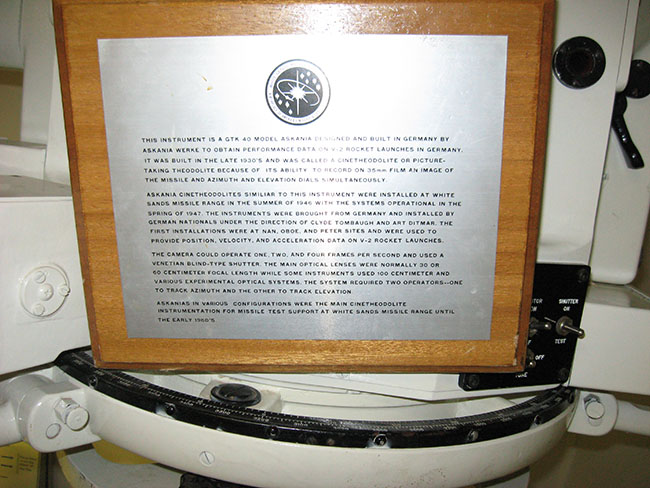 THIS INSTRUMENT IS A GTK 40 MODEL ASKANIA DESIGNED AND BUILT IN GERMANY BY
ASKANIA WERKE TO OBTAIN PERFORMANCE DATA ON V-2 ROCKET LAUNCHES IN GERMANY.
IT WAS BUILT IN THE LATE 1930'S AND WAS CALLED A CINETHEODOLITE OR PICTURE-
TAKING THEODOLITE BECAUSE OF ITS ABILITY TO RECORD ON 35mm FILM AN IMAGE OF
THE MISSILE AND AZIMUTH AND ELEVATION DIALS SIMULTANEOUSLY.
ASKANIA CINETHEODOLITES SIMILIAR TO THIS INSTRUMENT WERE INSTALLED AT WHITE
SANDS MISSILE RANGE IN THE SUMMER OF 1946 WITH THE SYSTEMS OPERATIONAL IN THE
SPRING OF 1947. THE INSTRUMENTS WERE BROUGHT FROM GERMANY AND INSTALLED BY
GERMAN NATIONALS UNDER THE DIRECTION OF CLYDE TOMBAUGH AND ART DITMAR. THE
FIRST INSTALLATIONS WERE AT NAN, OBOE, AND PETER SITES AND WERE USED TO
PROVIDE POSITION, VELOCITY, AND ACCELERATION DATA ON V-2 ROCKET LAUNCHES.
THE CAMERA COULD OPERATE ONE, TWO, AND FOUR FRAMES PER SECOND AND USED A
VENETIAN BLIND-TYPE SHUTTER. THE MAIN OPTICAL LENSES WERE NORMALLY 30 OR
60 CENTIMETER FOCAL LENGTH WHILE SOME INSTRUMENTS USED 100 CENTIMETER AND
VARIOUS EXPERIMENTAL OPTICAL SYSTEMS. THE SYSTEM REQUIRED TWO OPERATORS—ONE
TO TRACK AZIMUTH AND THE OTHER TO TRACK ELEVATION.
ASKANIAS IN VARIOUS CONFIGURATIONS WERE THE MAIN CINETHEODOLITE
INSTRUMENTATION FOR MISSILE TEST SUPPORT AT WHITE SANDS MISSILE RANGE UNTIL
THE EARLY 1960'S.
TOR SHUTTER
ON ON
TEST
OFF